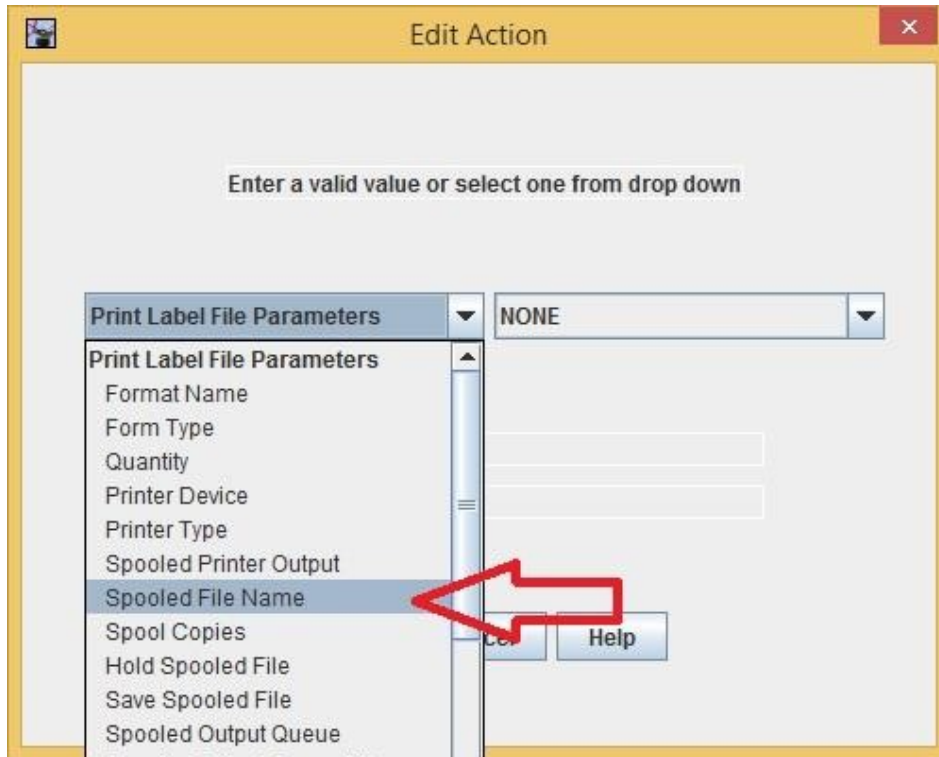 Edit Action
Enter a valid value or select one from drop down
Print Label File Parameters NONE
Print Label File Parameters
Format Name
Form Type
Quantity
Printer Device
Printer Type
Spooled Printer Output
Spooled File Name
Spool Copies
Help
Hold Spooled File
Save Spooled File
Spooled Output Queue